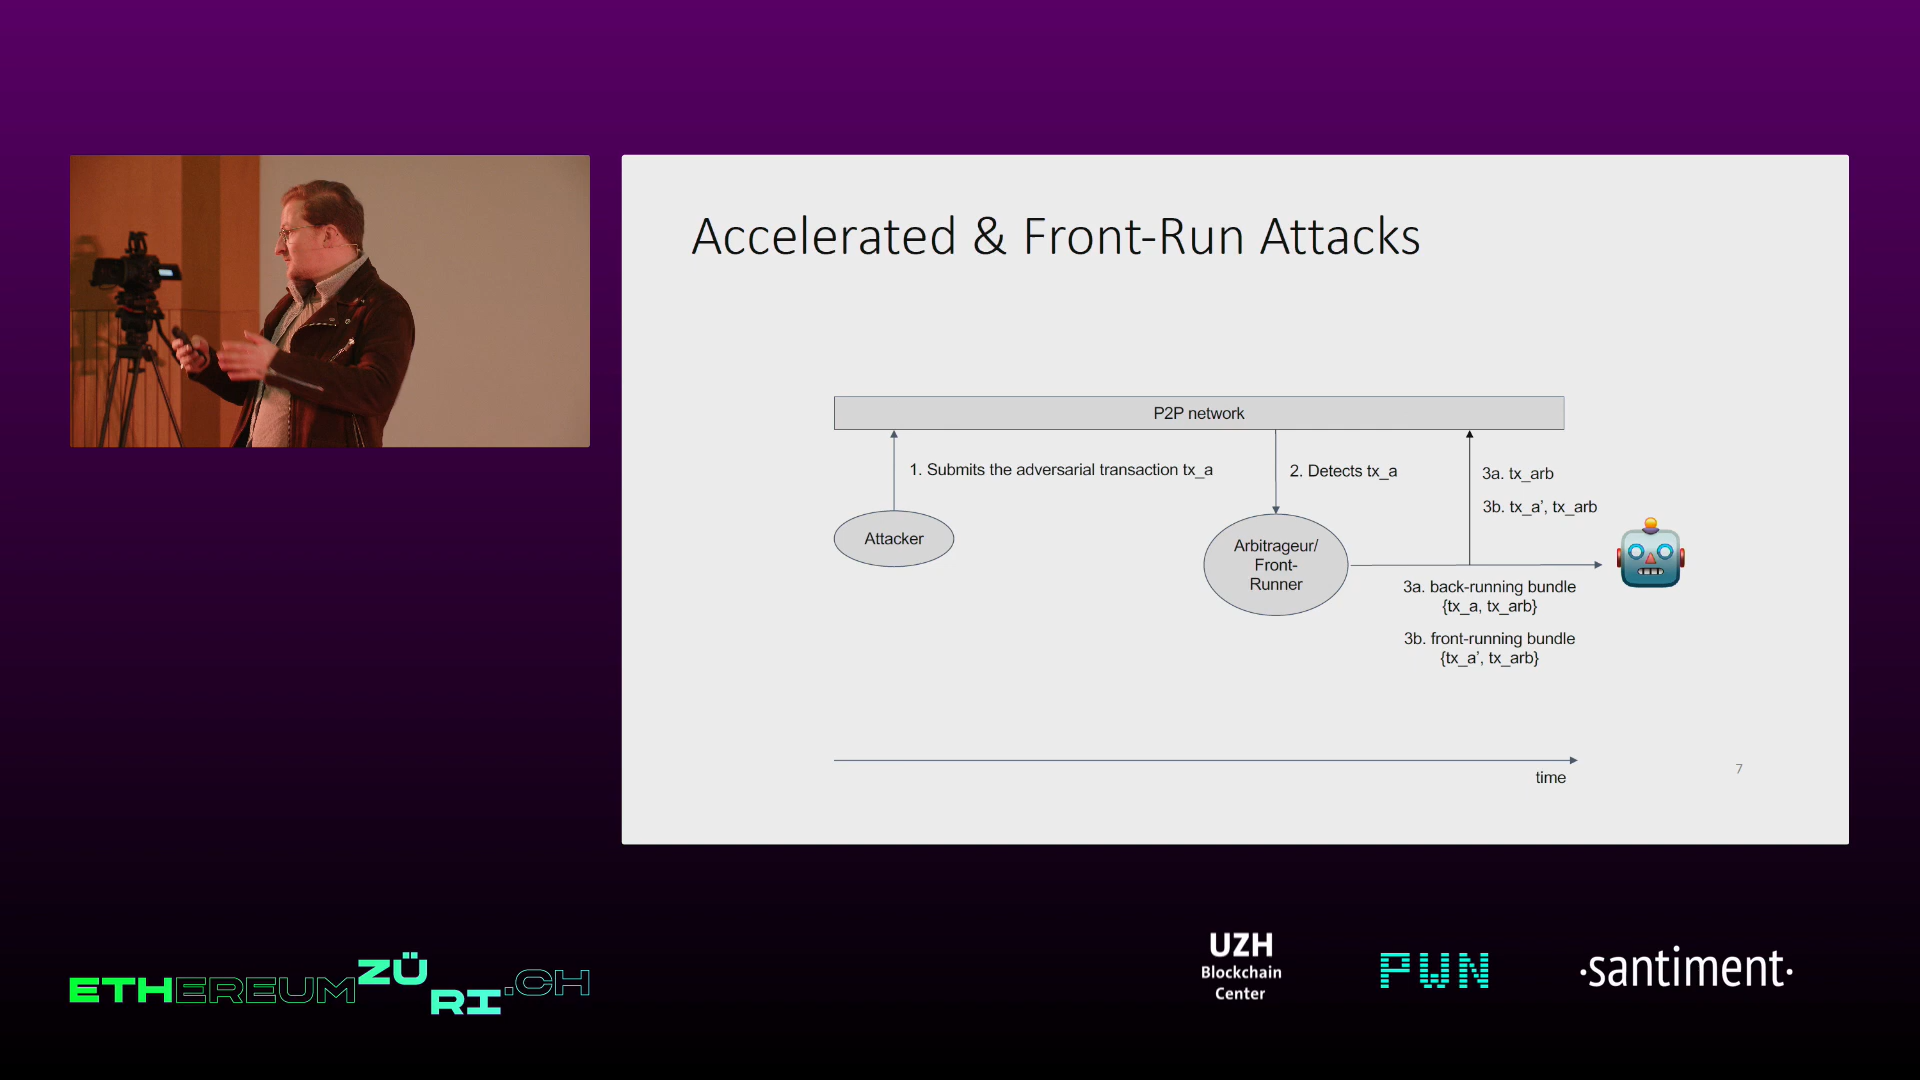 Accelerated & Front-Run Attacks
P2P network
1. Submits the adversarial transaction tx_a
2. Detects tx_a
3a. tx_arb
3b. tx_a’, tx_arb
Attacker
Arbitrageur/
Front-
Runner
3a. back-running bundle
{tx_a, tx_arb}
3b. front-running bundle
{tx_a’, tx_arb}
time
7
ETHEREUMZÜRI.CH
UZH
Blockchain
Center
PWN
·santiment·